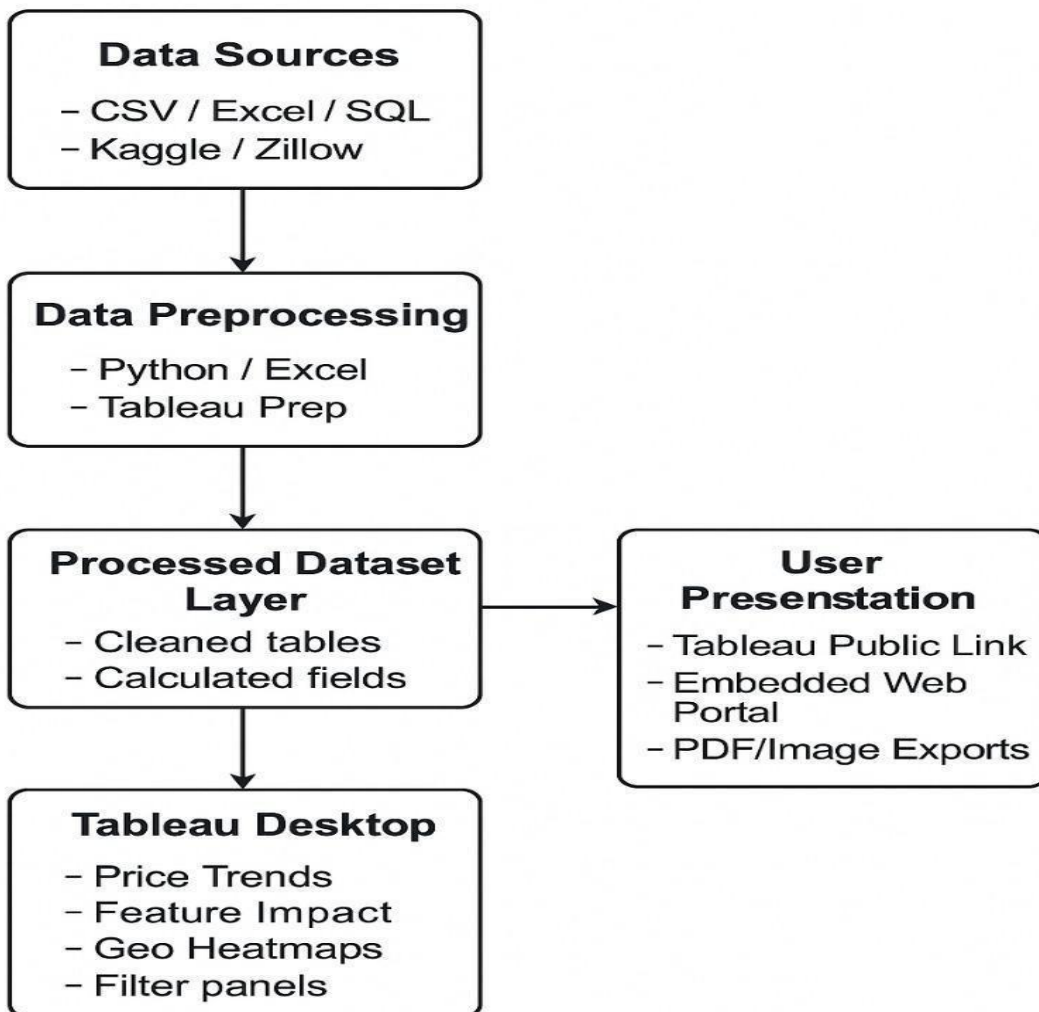 Data Sources
– CSV / Excel / SQL
– Kaggle / Zillow
Data Preprocessing
– Python / Excel
– Tableau Prep
Processed Dataset
Layer
– Cleaned tables
– Calculated fields
User
Presenstation
– Tableau Public Link
– Embedded Web
Portal
– PDF/Image Exports
Tableau Desktop
– Price Trends
– Feature Impact
– Geo Heatmaps
– Filter panels